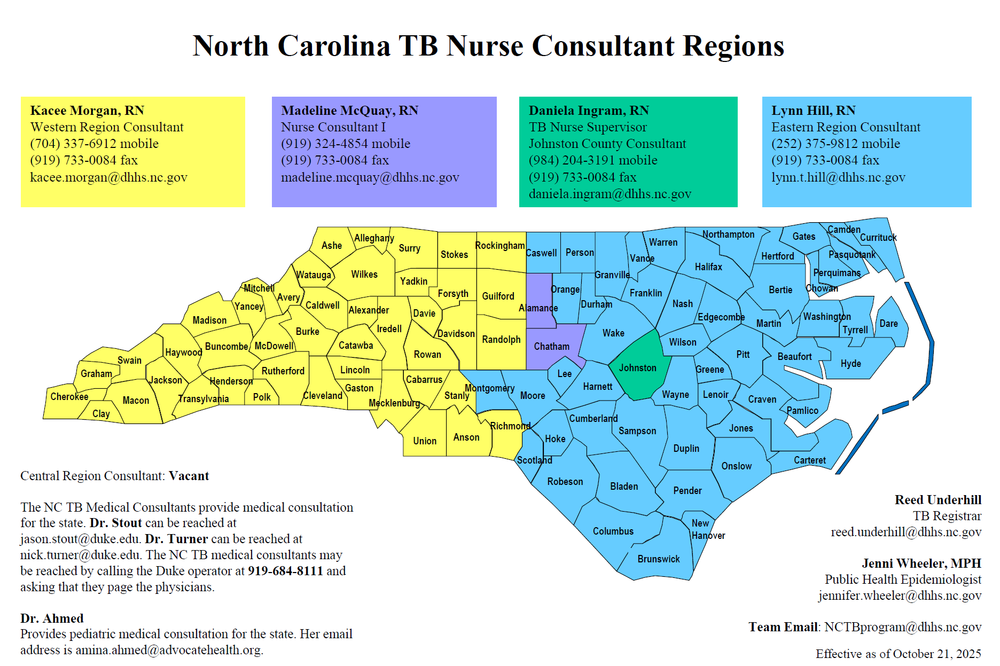 North Carolina TB Nurse Consultant Regions
Kacee Morgan, RN
Western Region Consultant
(704) 337-6912 mobile
(919) 733-0084 fax
kacee.morgan@dhhs.nc.gov
Madeline McQuay, RN
Nurse Consultant I
(919) 324-4854 mobile
(919) 733-0084 fax
madeline.mcquay@dhhs.nc.gov
Daniela Ingram, RN
TB Nurse Supervisor
Johnston County Consultant
(984) 204-3191 mobile
(919) 733-0084 fax
daniela.ingram@dhhs.nc.gov
Lynn Hill, RN
Eastern Region Consultant
(252) 375-9812 mobile
(919) 733-0084 fax
lynn.t.hill@dhhs.nc.gov
Ashe
Alleghany
Surry
Stokes
Rockingham
Caswell
Person
Granville
Vance
Warren
Northampton
Halifax
Hertford
Gates
Camden
Currituck
Pasquotank
Perquimans
Chowan
Bertie
Watauga
Wilkes
Yadkin
Forsyth
Guilford
Alamance
Orange
Durham
Franklin
Nash
Edgecombe
Martin
Washington
Tyrrell
Dare
Mitchell
Avery
Yancey
Caldwell
Alexander
Iredell
Davie
Davidson
Randolph
Chatham
Wake
Wilson
Pitt
Beaufort
Hyde
Madison
Buncombe
McDowell
Burke
Catawba
Rowan
Swain
Haywood
Graham
Jackson
Henderson
Rutherford
Lincoln
Cabarrus
Stanly
Montgomery
Moore
Lee
Harnett
Johnston
Greene
Wayne
Lenoir
Craven
Pamlico
Cherokee
Clay
Macon
Transylvania
Polk
Cleveland
Gaston
Mecklenburg
Union
Anson
Richmond
Scotland
Hoke
Cumberland
Sampson
Duplin
Jones
Onslow
Carteret
Robeson
Bladen
Pender
Columbus
Brunswick
New
Hanover
Central Region Consultant: Vacant
The NC TB Medical Consultants provide medical consultation
for the state. Dr. Stout can be reached at
jason.stout@duke.edu. Dr. Turner can be reached at
nick.turner@duke.edu. The NC TB medical consultants may
be reached by calling the Duke operator at 919-684-8111 and
asking that they page the physicians.
Dr. Ahmed
Provides pediatric medical consultation for the state. Her email
address is amina.ahmed@advocatehealth.org.
Reed Underhill
TB Registrar
reed.underhill@dhhs.nc.gov
Jenni Wheeler, MPH
Public Health Epidemiologist
jennifer.wheeler@dhhs.nc.gov
Team Email: NCTBprogram@dhhs.nc.gov
Effective as of October 21, 2025